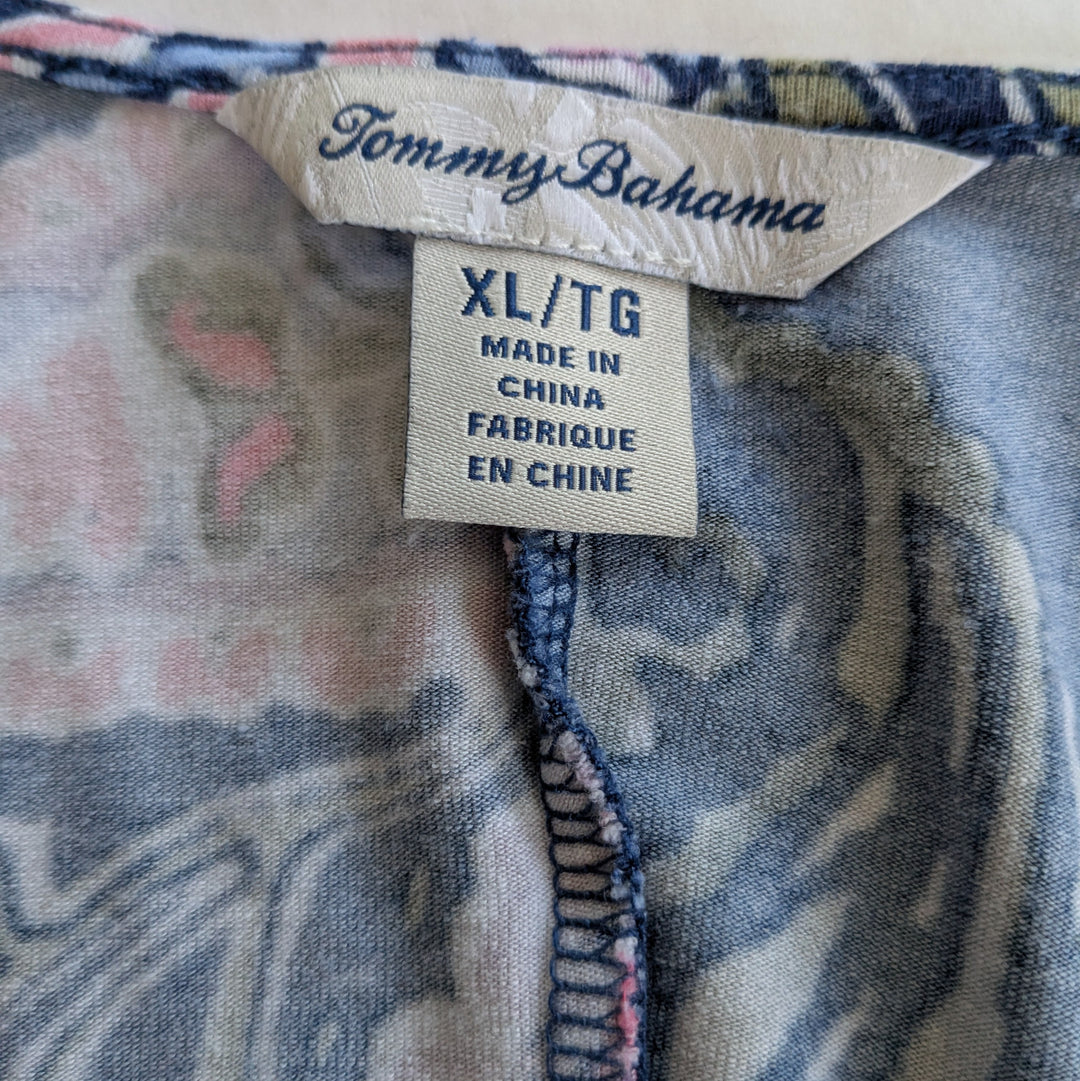 Tommy Bahama
XL/TG
MADE IN
CHINA
FABRIQUE
EN CHINE